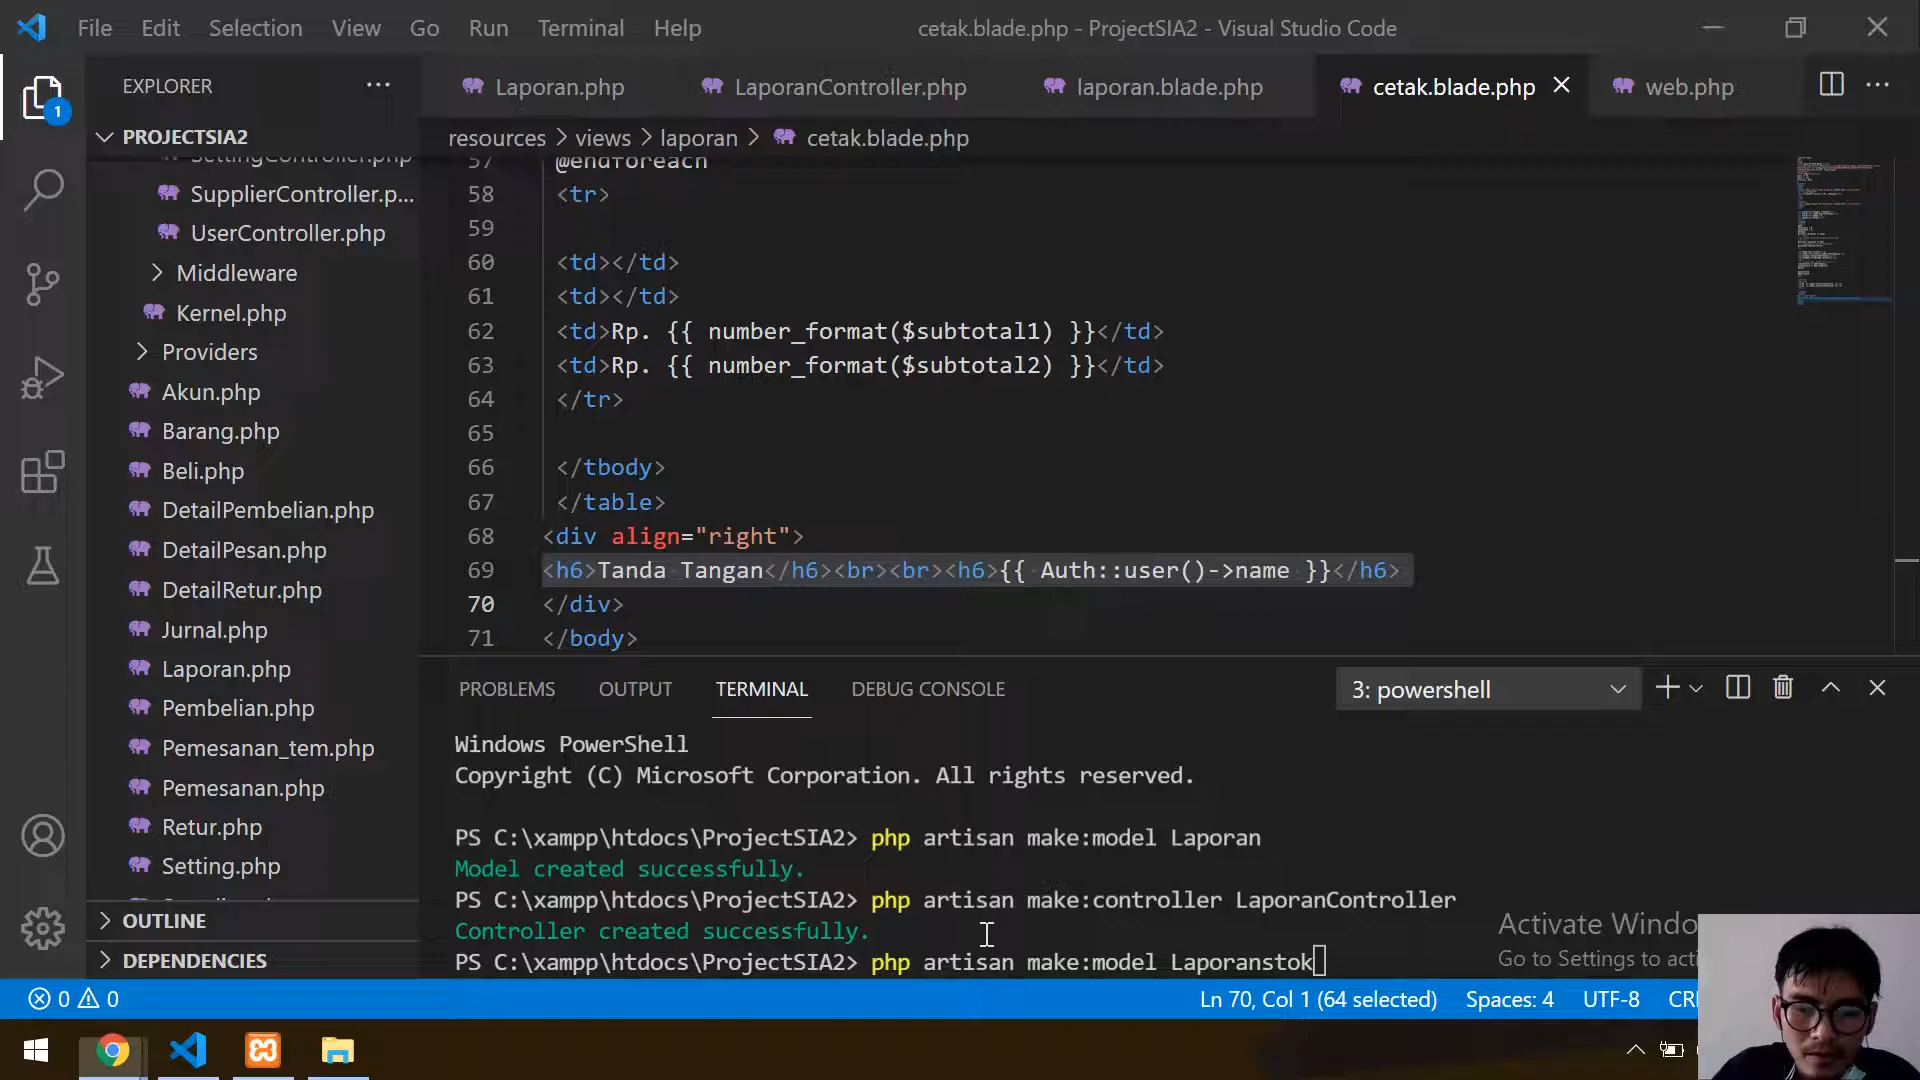 File Edit Selection View Go Run Terminal Help
cetak.blade.php - ProjectSIA2 - Visual Studio Code
EXPLORER
Laporan.php LaporanController.php laporan.blade.php cetak.blade.php web.php
PROJECTSIA2
resources > views > laporan > cetak.blade.php
SettingController.php
SupplierController.p...
UserController.php
Middleware
Kernel.php
Providers
Akun.php
Barang.php
Beli.php
DetailPembelian.php
DetailPesan.php
DetailRetur.php
Jurnal.php
Laporan.php
Pembelian.php
Pemesanan_tem.php
Pemesanan.php
Retur.php
Setting.php
OUTLINE
DEPENDENCIES
1
57 @endforeach
58 <tr>
59
60 <td></td>
61 <td></td>
62 <td>Rp. {{ number_format($subtotal1) }}</td>
63 <td>Rp. {{ number_format($subtotal2) }}</td>
64 </tr>
65
66 </tbody>
67 </table>
68 <div align="right">
69 <h6>Tanda Tangan</h6><br><br><h6>{{ Auth::user()->name }}</h6>
70 </div>
71 </body>
PROBLEMS OUTPUT TERMINAL DEBUG CONSOLE
3: powershell
Windows PowerShell
Copyright (C) Microsoft Corporation. All rights reserved.
PS C:\xampp\htdocs\ProjectSIA2> php artisan make:model Laporan
Model created successfully.
PS C:\xampp\htdocs\ProjectSIA2> php artisan make:controller LaporanController
Controller created successfully.
PS C:\xampp\htdocs\ProjectSIA2> php artisan make:model Laporanstok
Activate Windo
Go to Settings to acti
0 0
Ln 70, Col 1 (64 selected) Spaces: 4 UTF-8 CR